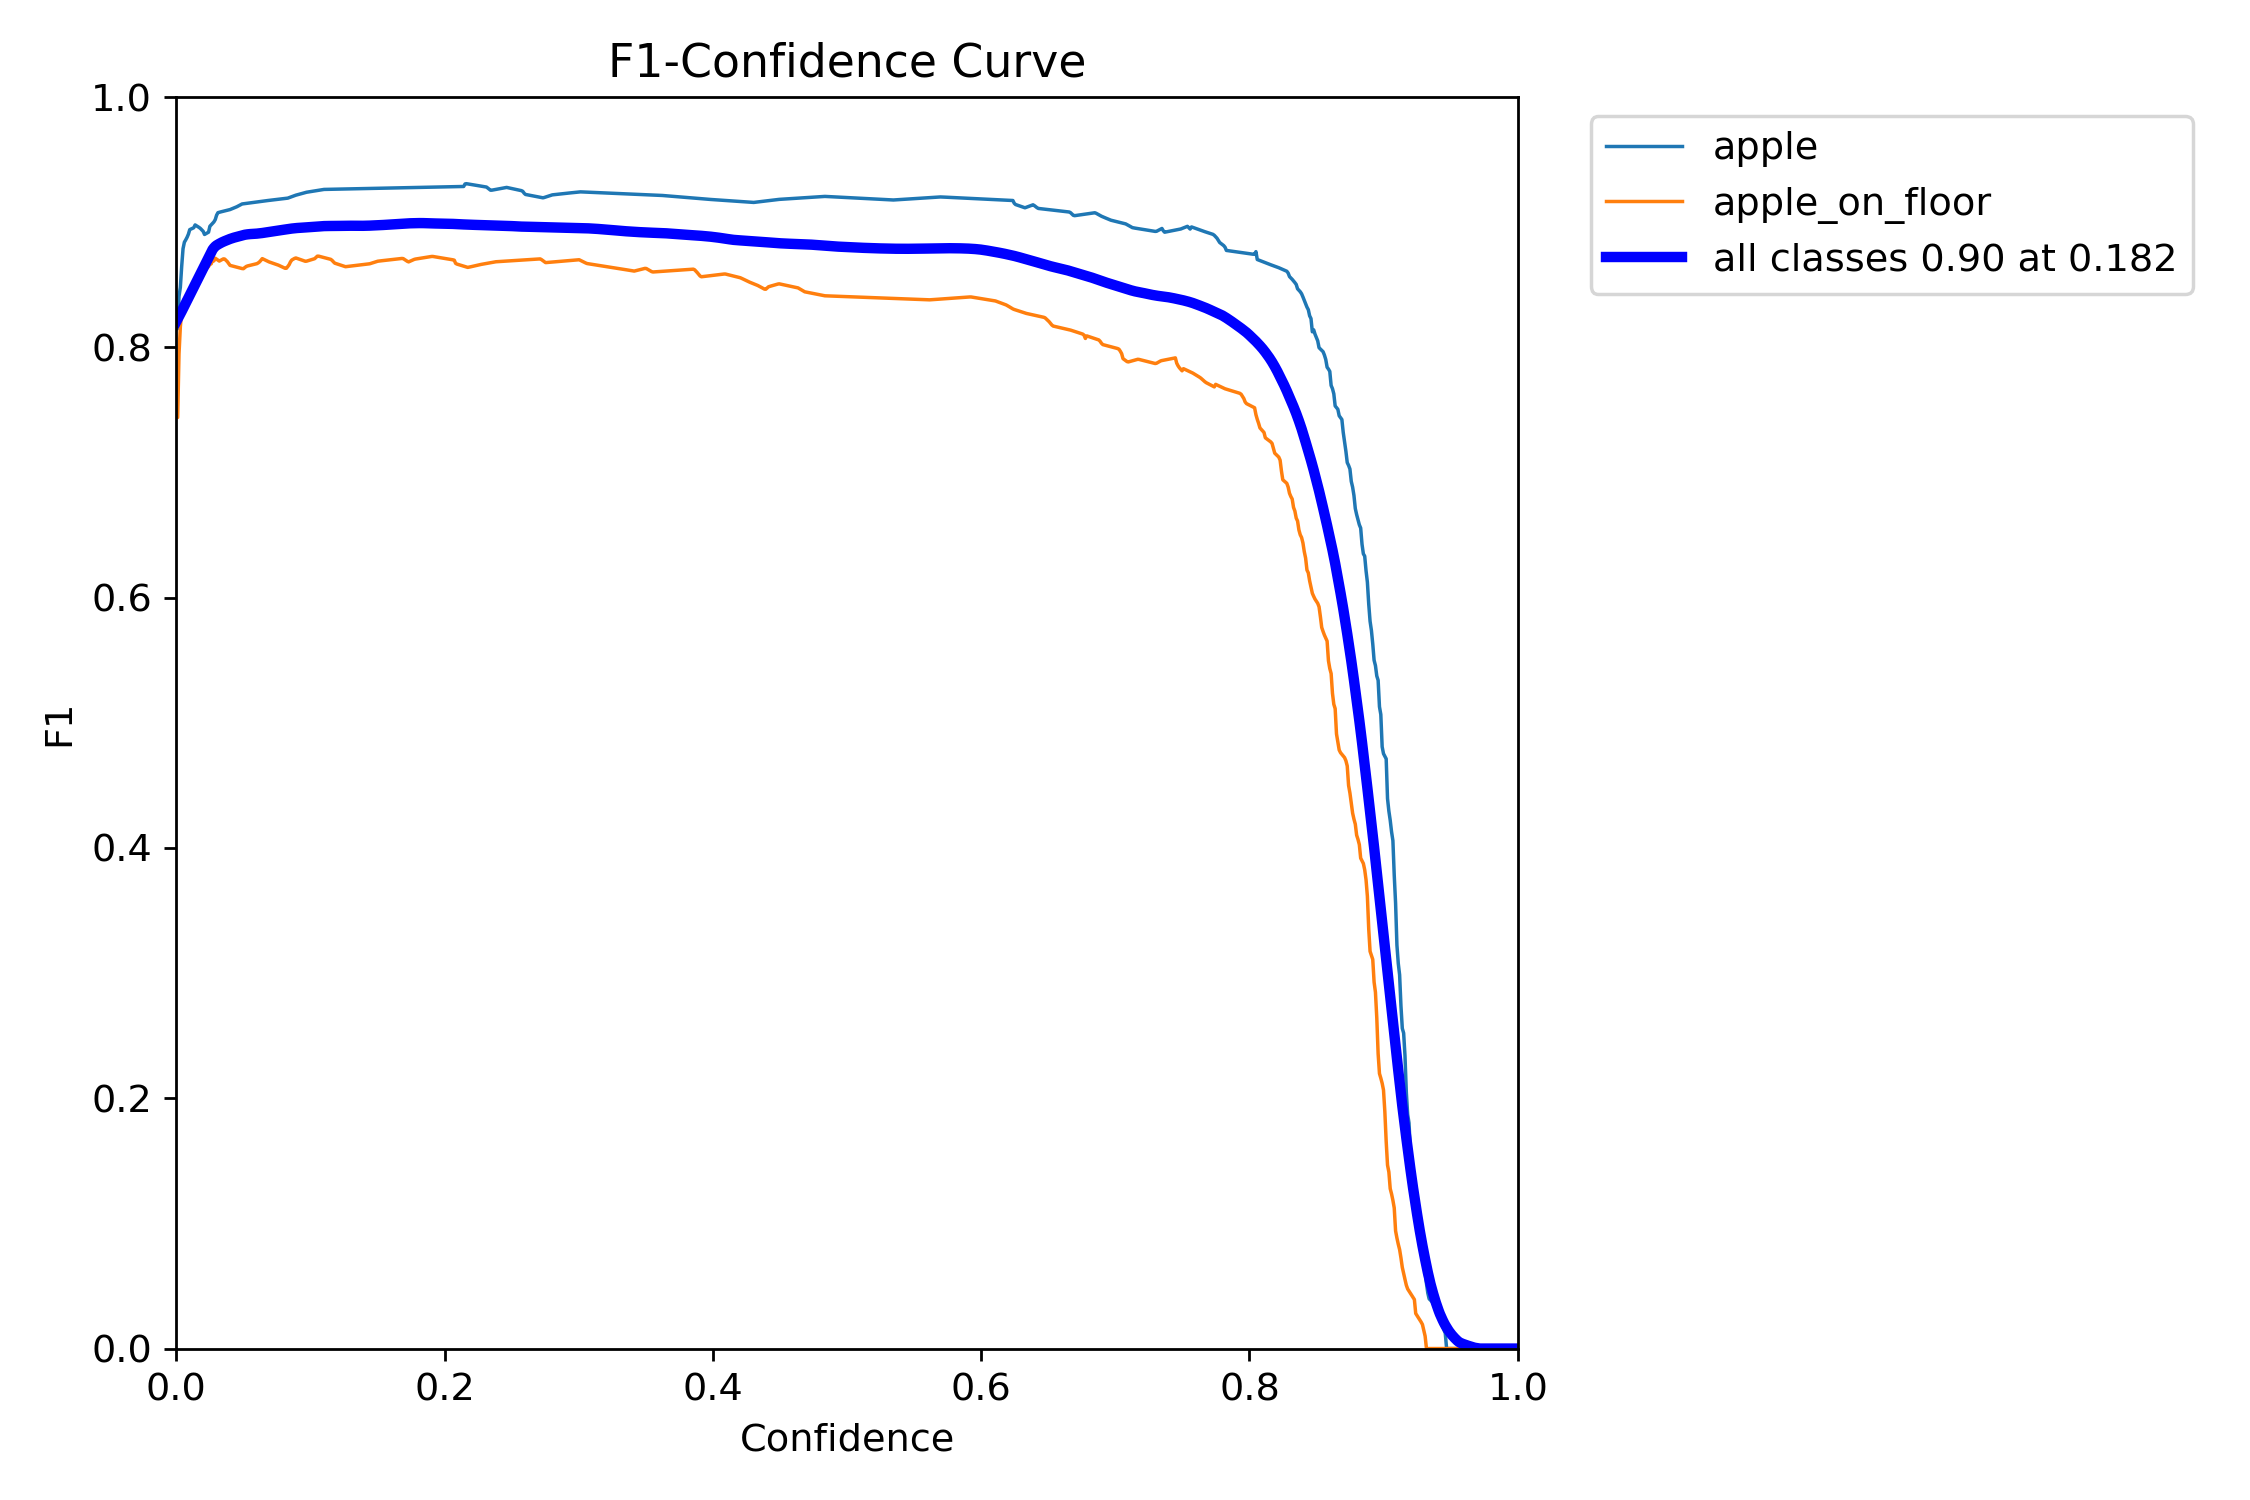 F1-Confidence Curve
1.0
0.8
0.6
0.4
0.2
0.0
F1
0.0 0.2 0.4 0.6 0.8 1.0
Confidence
apple
apple_on_floor
all classes 0.90 at 0.182